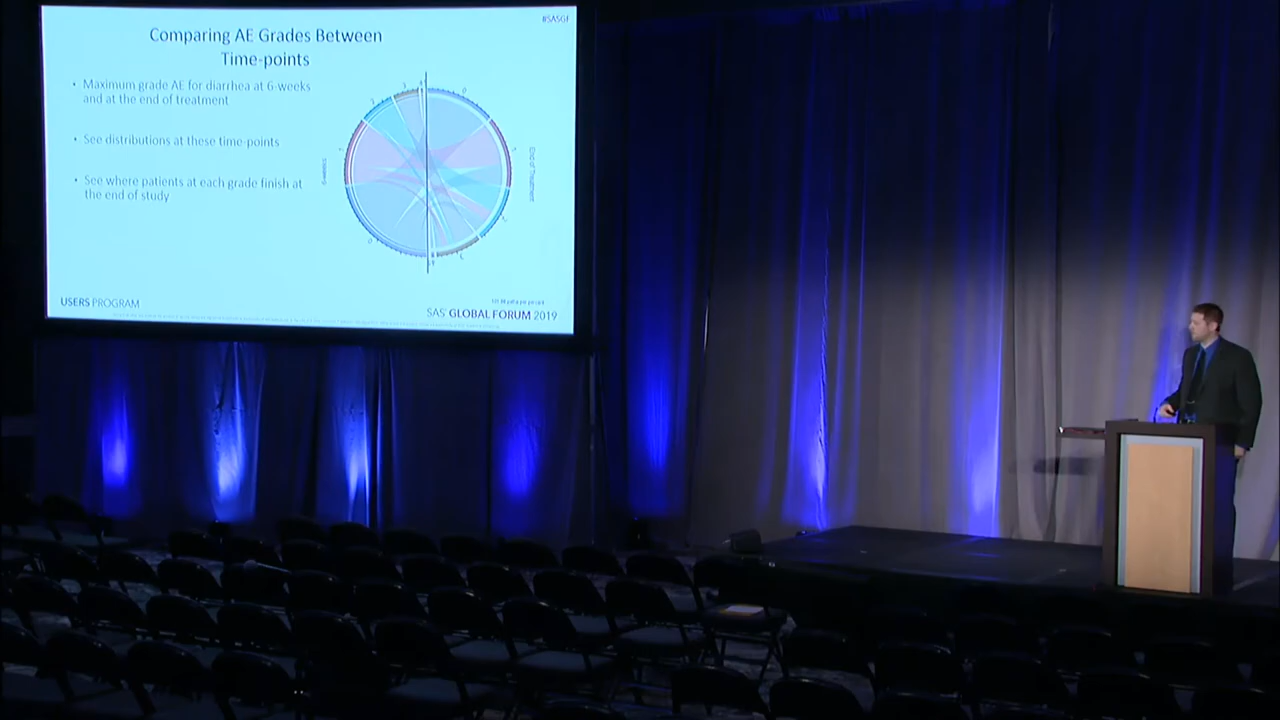 #SASGF
Comparing AE Grades Between
Time-points
• Maximum grade AE for diarrhea at 6-weeks
and at the end of treatment
• See distributions at these time-points
• See where patients at each grade finish at
the end of study
6-weeks
End of Treatment
USERS PROGRAM
SAS® GLOBAL FORUM 2019